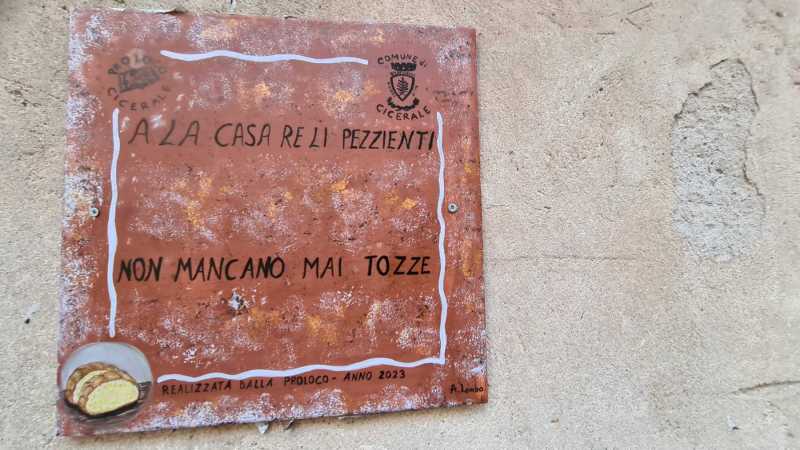 PROLOCO
CICERALE
COMUNE di
CICERALE
A LA CASA RE LI PEZZIENTI
NON MANCANO MAI TOZZE
REALIZZATA DALLA PROLOCO - ANNO 2023
A. Lembo